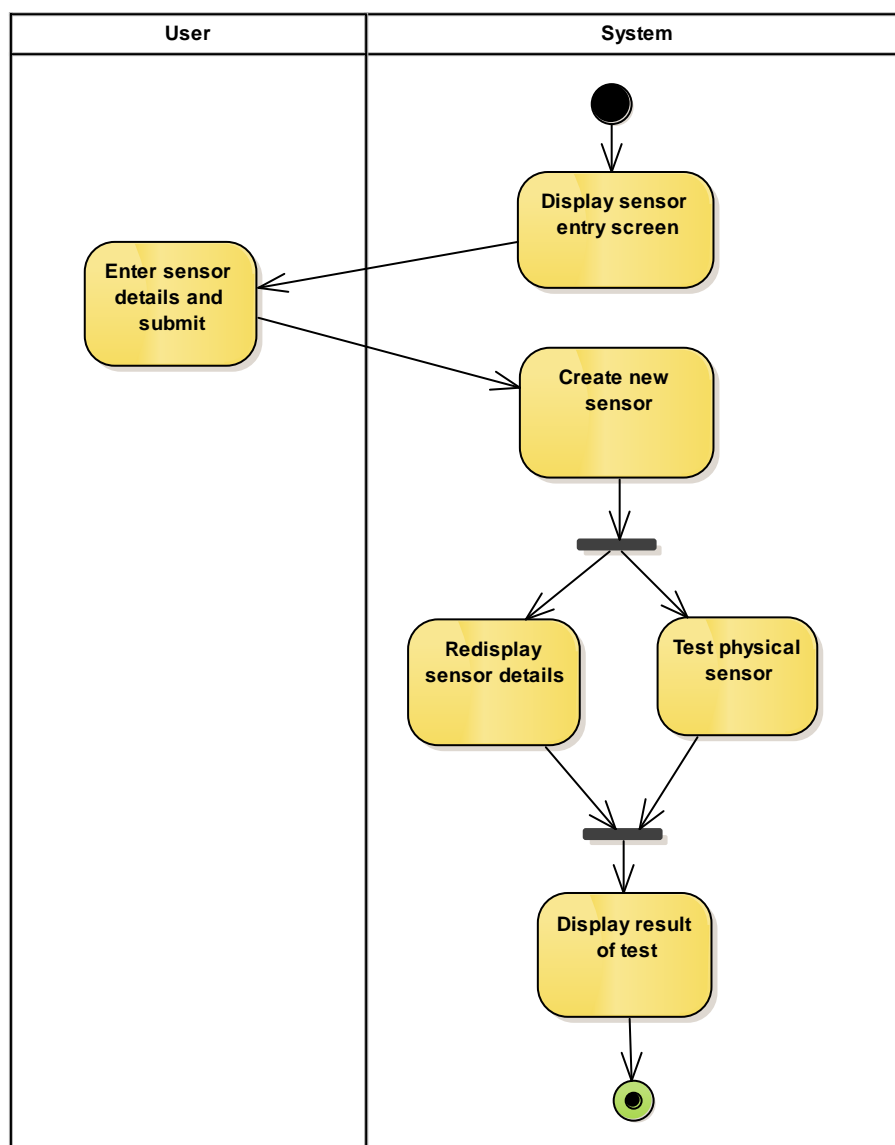 User
System
Display sensor
entry screen
Enter sensor
details and
submit
Create new
sensor
Redisplay
sensor details
Test physical
sensor
Display result
of test